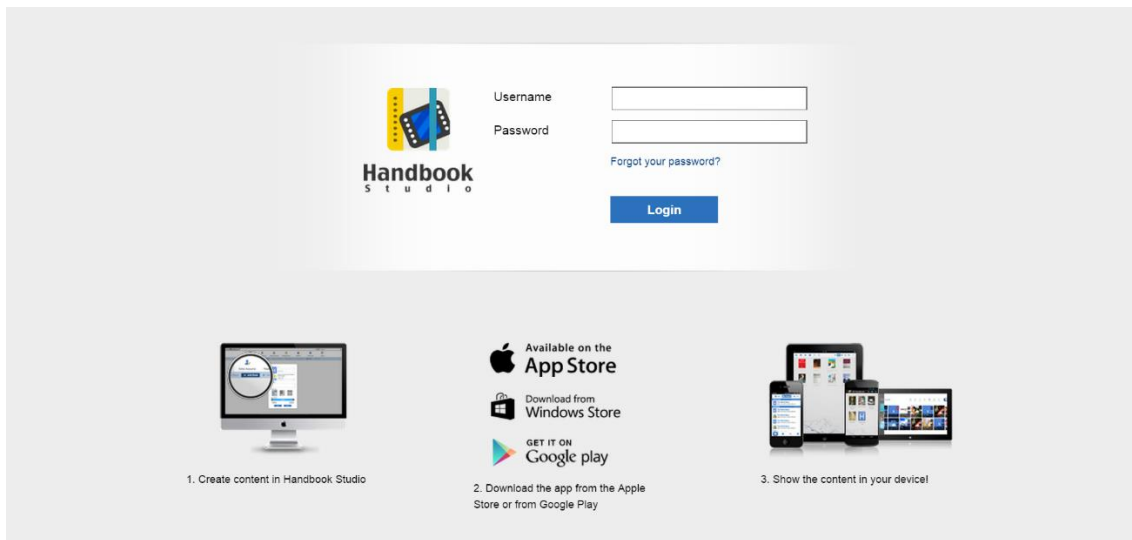 Username
Password
Forgot your password?
Handbook
Studio
Login
Available on the
App Store
Download from
Windows Store
GET IT ON
Google play
1. Create content in Handbook Studio
2. Download the app from the Apple
Store or from Google Play
3. Show the content in your device!